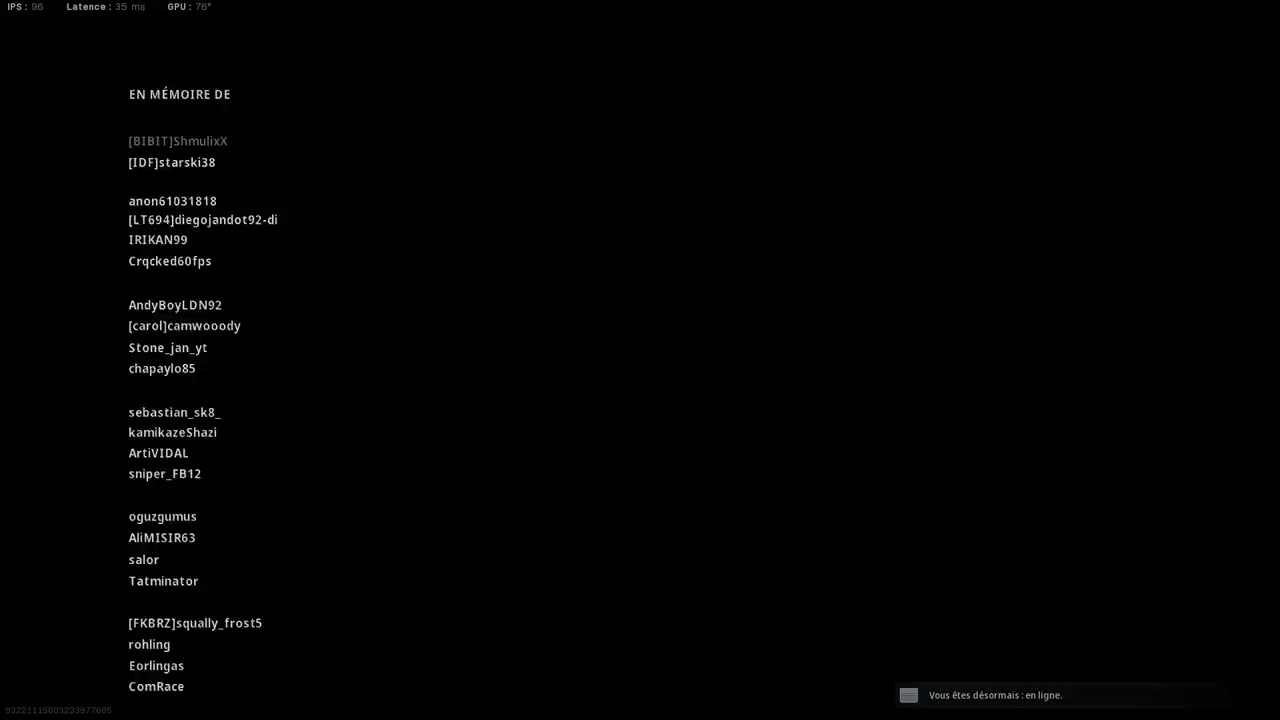 IPS : 96 Latence : 35 ms GPU : 76°
EN MÉMOIRE DE
[BIBIT]ShmulixX
[IDF]starski38
anon61031818
[LT694]diegojandot92-di
IRIKAN99
Crqcked60fps
AndyBoyLDN92
[carol]camwooody
Stone_jan_yt
chapaylo85
sebastian_sk8_
kamikazeShazi
ArtiVIDAL
sniper_FB12
oguzgumus
AliMISIR63
salor
Tatminator
[FKBRZ]squally_frost5
rohling
Eorlingas
ComRace
Vous êtes désormais : en ligne.